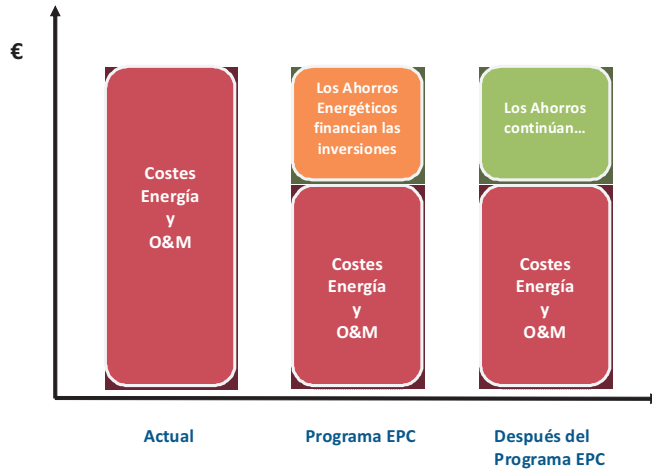 €
Costes
Energía
y
O&M
Los Ahorros
Energéticos
financian las
inversiones
Costes
Energía
y
O&M
Los Ahorros
continúan...
Costes
Energía
y
O&M
Actual
Programa EPC
Después del
Programa EPC